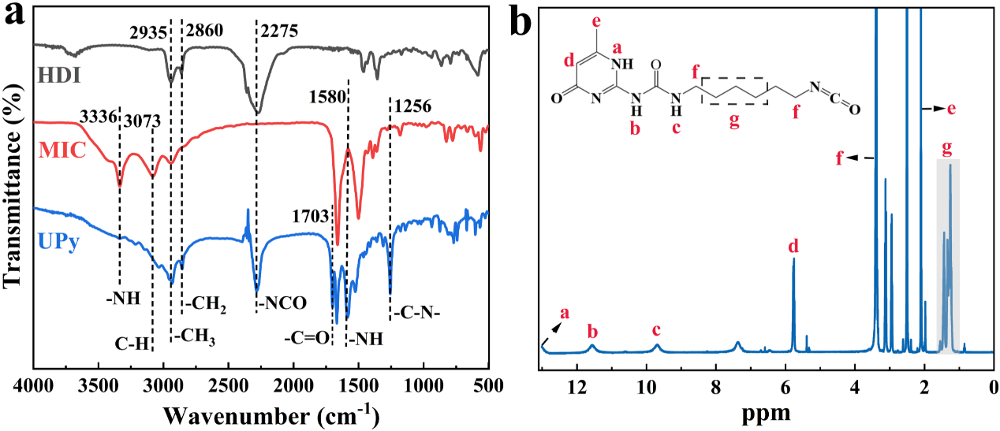 a
2935
2860
2275
HDI
1580
1256
3336
3073
MIC
1703
UPy
-NH
-CH2
-NCO
-C-N-
C-H
-CH3
-C=O
-NH
4000 3500 3000 2500 2000 1500 1000 500
Wavenumber (cm-1)
Transmittance (%)
b
e
a
d
NH
O
f
N
C
O
O
N
N
H
N
H
g
f
b
c
e
f
g
d
a
b
c
12 10 8 6 4 2 0
ppm